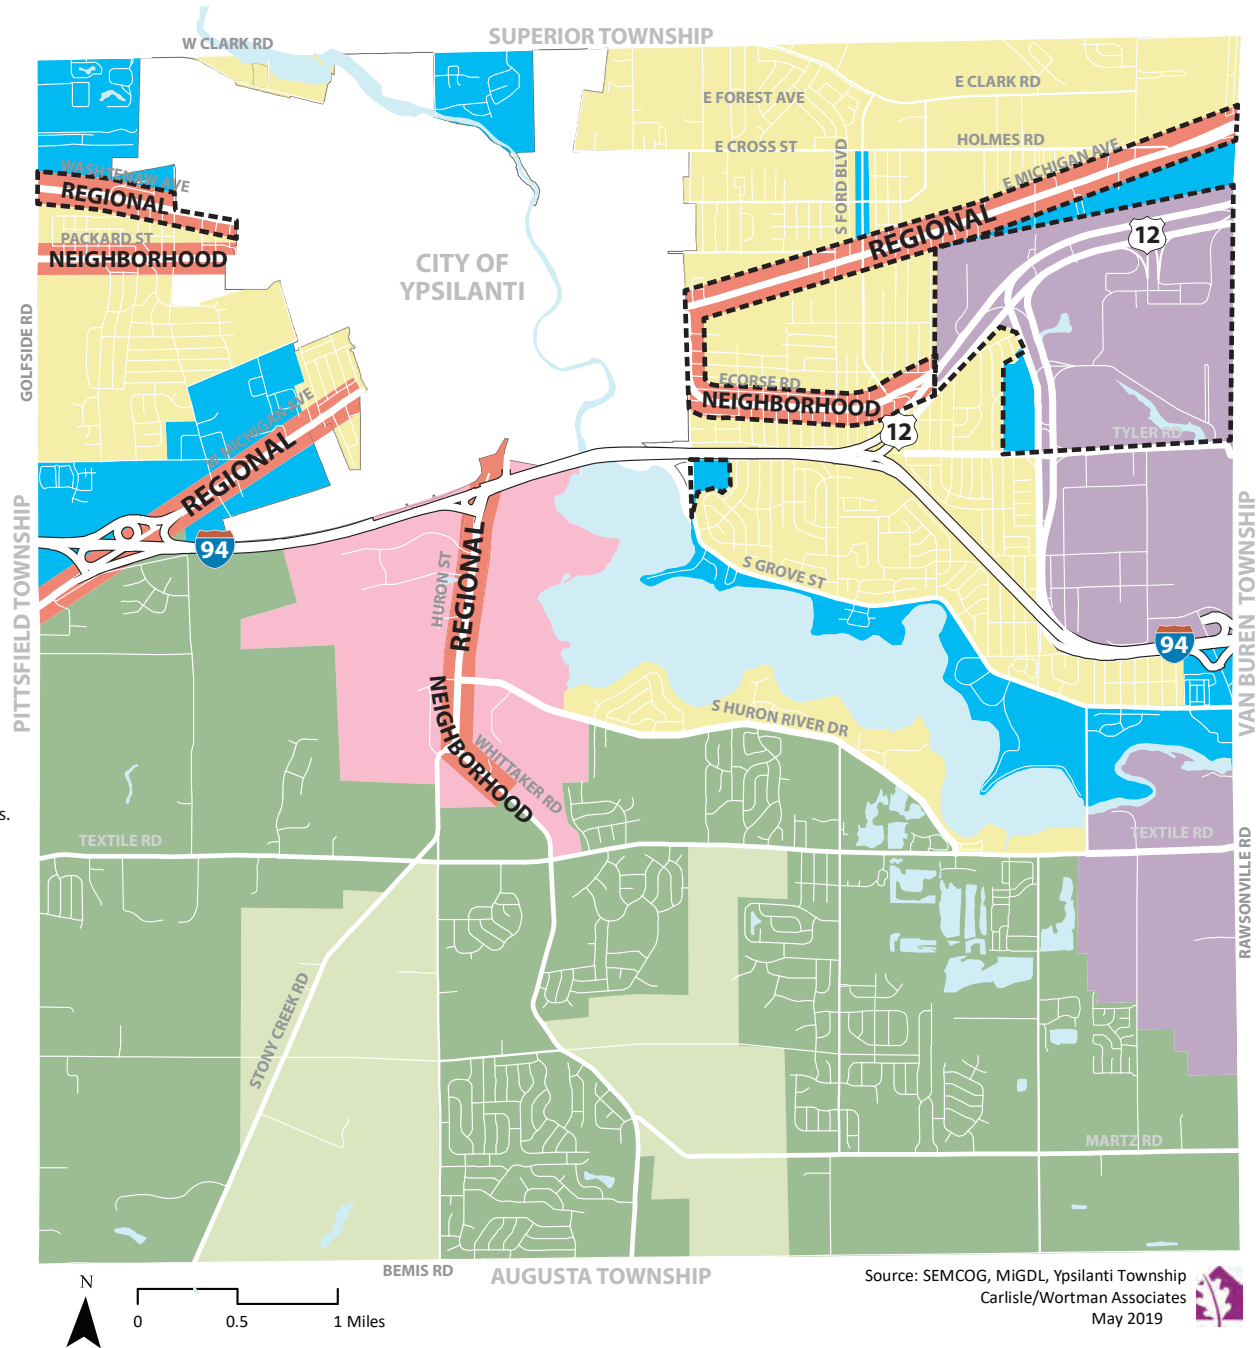 W CLARK RD
SUPERIOR TOWNSHIP
E CLARK RD
E FOREST AVE
E CROSS ST
HOLMES RD
E MICHIGAN AVE
WASHTENAW AVE
REGIONAL
S FORD BLVD
REGIONAL
12
PACKARD ST
NEIGHBORHOOD
CITY OF
YPSILANTI
GOLFSIDE RD
ECORSE RD
NEIGHBORHOOD
12
TYLER RD
W MICHIGAN AVE
REGIONAL
PITTSFIELD TOWNSHIP
94
HURON ST
REGIONAL
S GROVE ST
94
VAN BUREN TOWNSHIP
NEIGHBORHOOD
WHITTAKER RD
S HURON RIVER DR
s.
TEXTILE RD
TEXTILE RD
RAWSONVILLE RD
STONY CREEK RD
MARTZ RD
BEMIS RD
AUGUSTA TOWNSHIP
N
0 0.5 1 Miles
Source: SEMCOG, MiGDL, Ypsilanti Township
Carlisle/Wortman Associates
May 2019